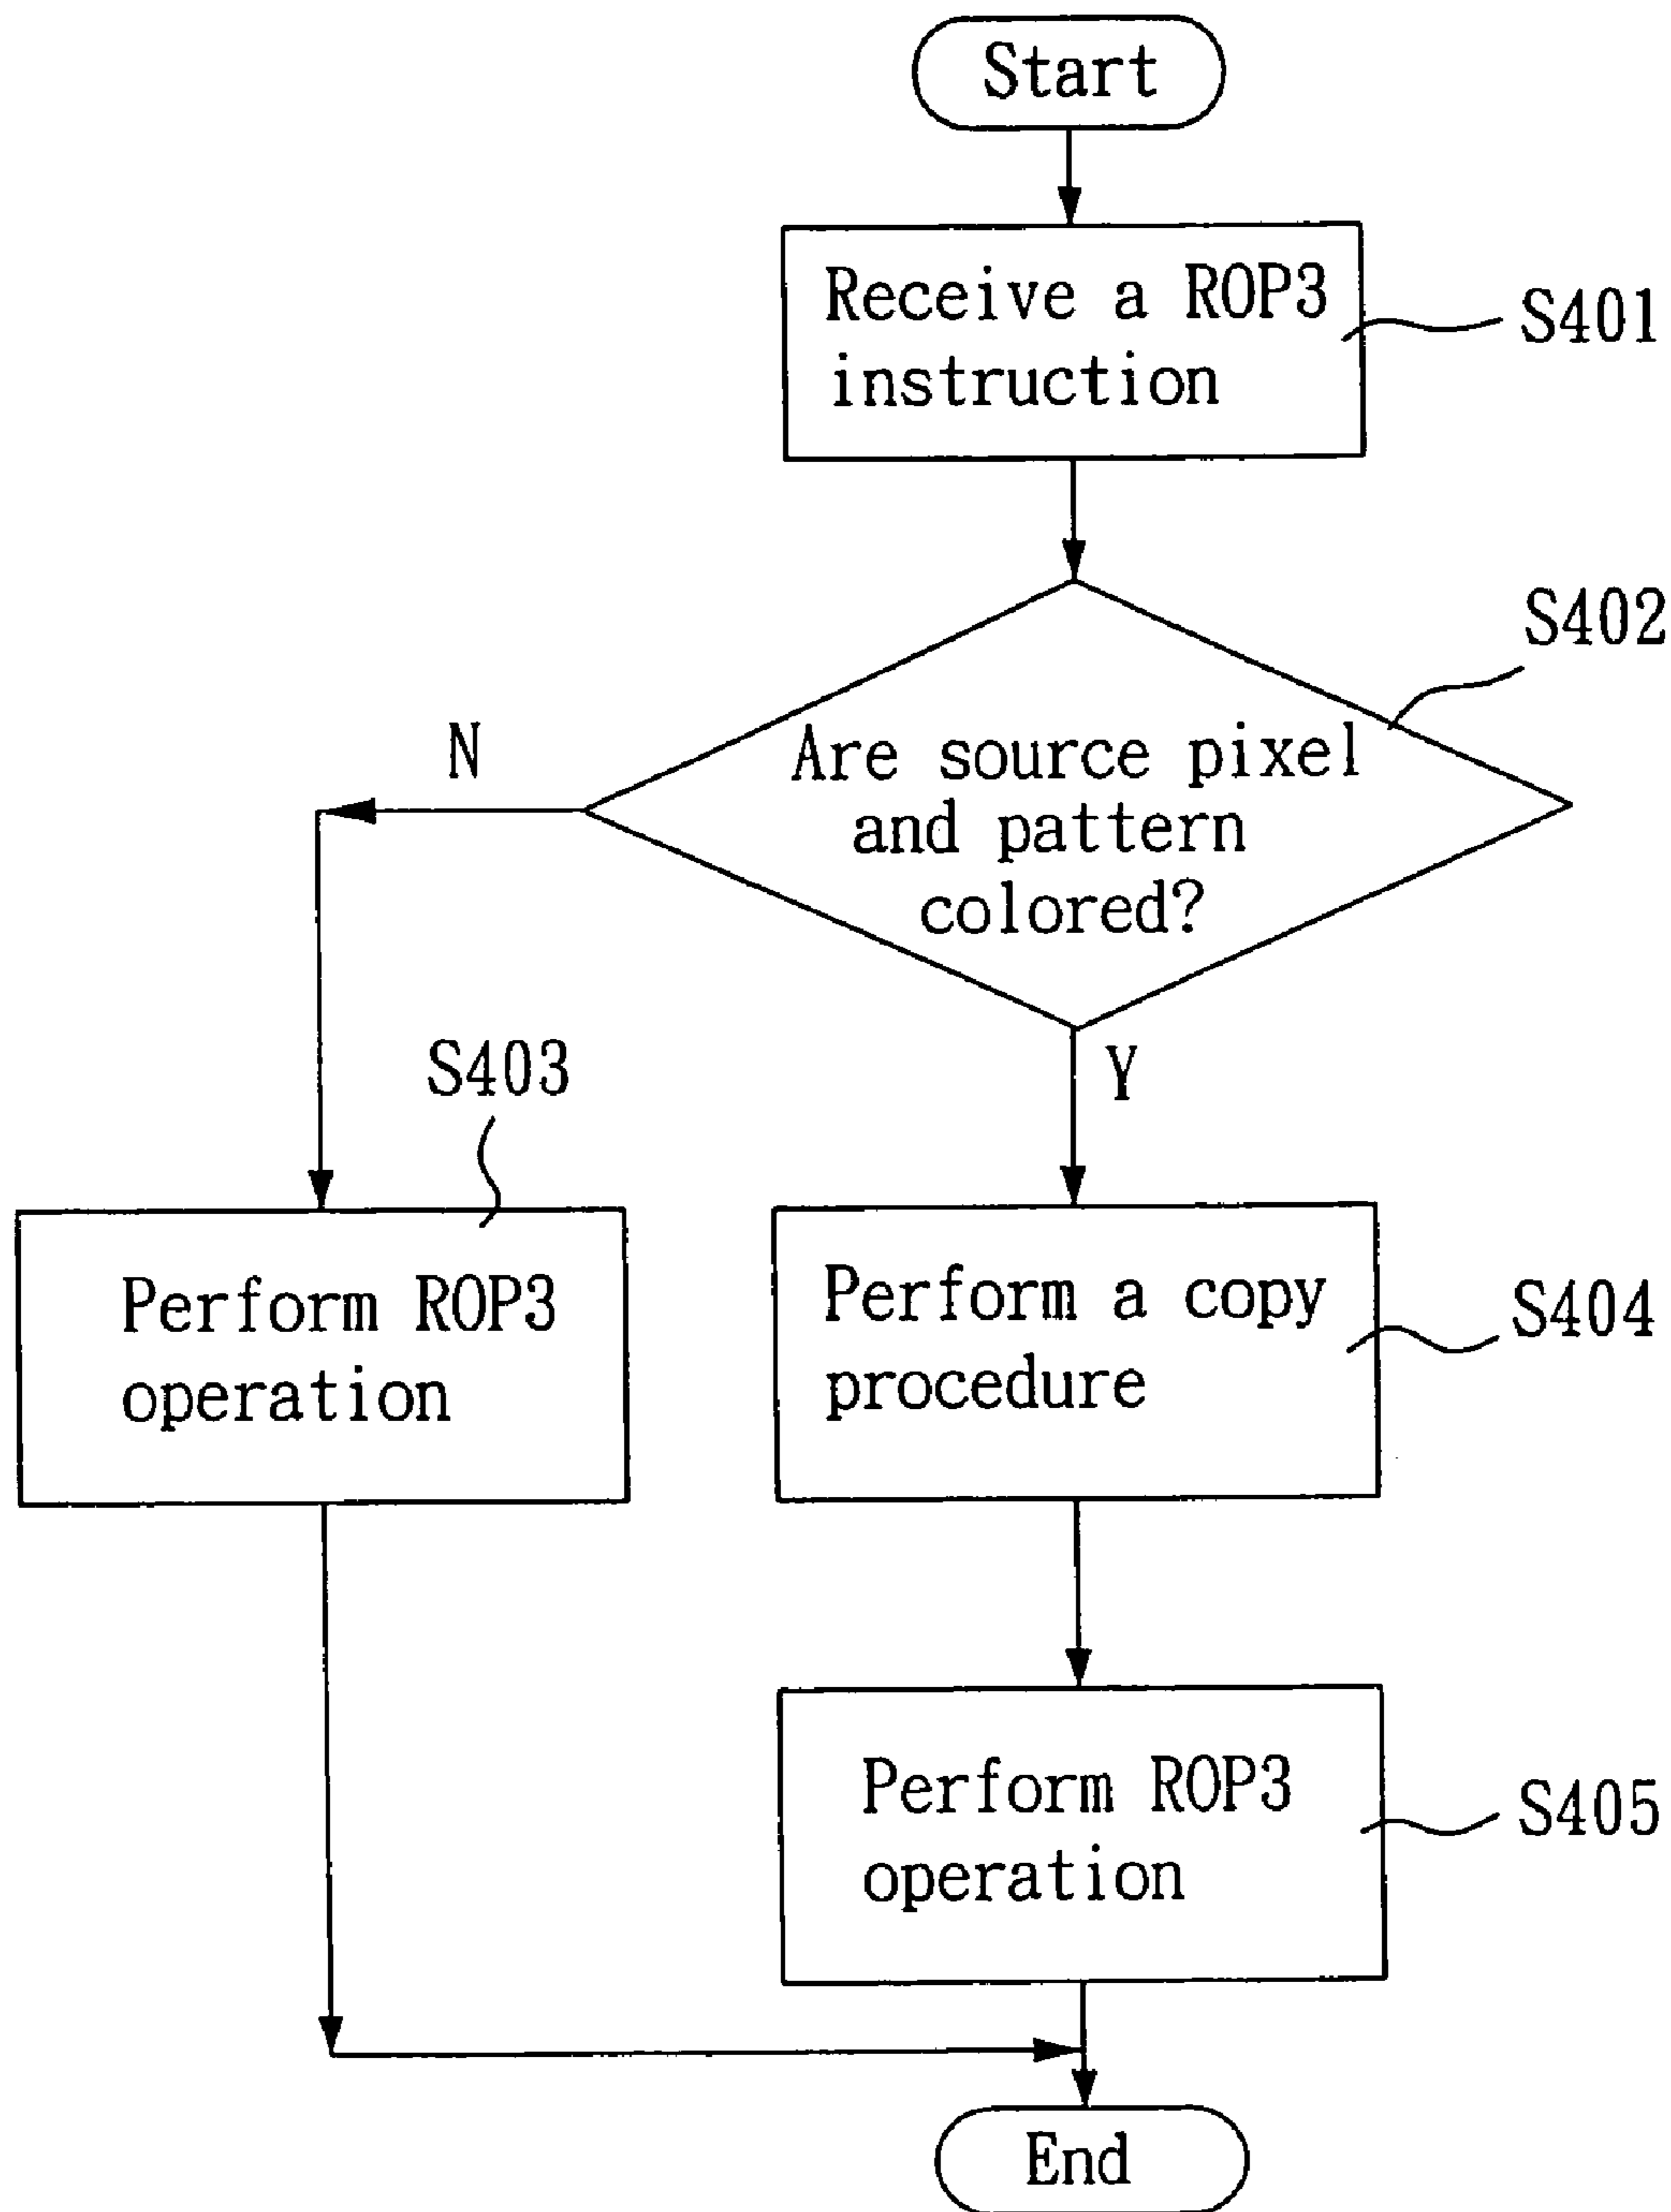 Start
Receive a ROP3
instruction
S401
S402
Are source pixel
and pattern
colored?
N
Y
S403
Perform ROP3
operation
Perform a copy
procedure
S404
Perform ROP3
operation
S405
End